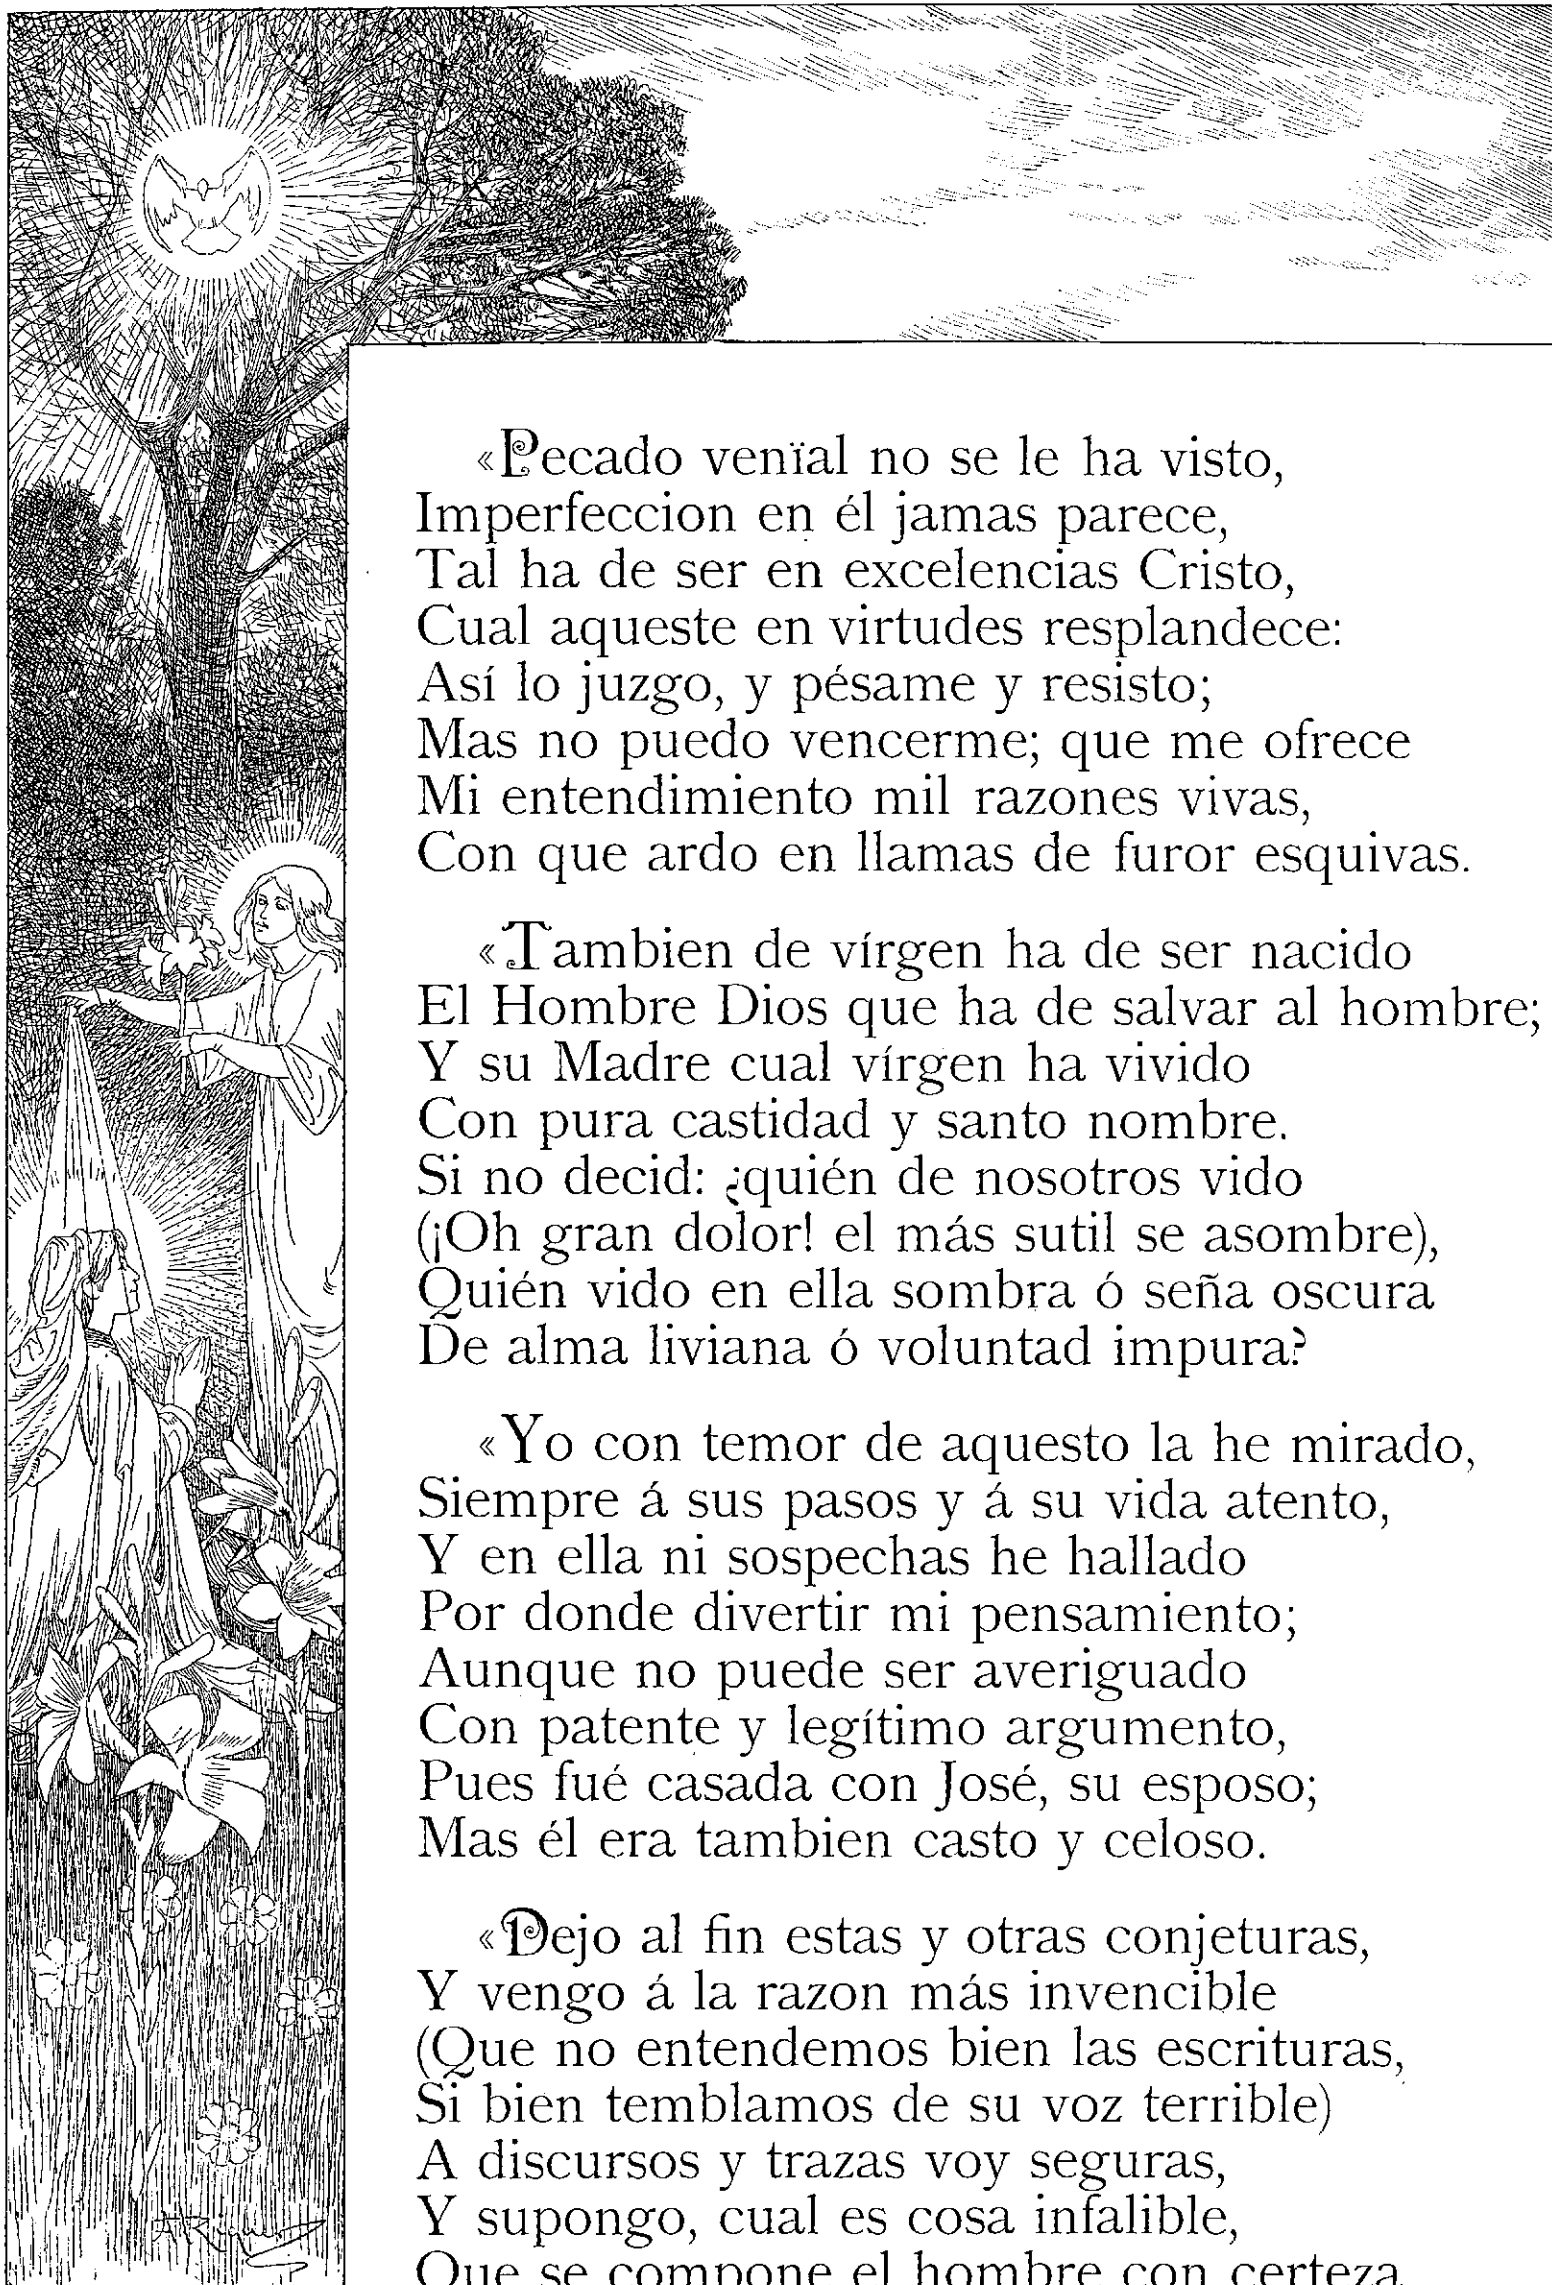 «Pecado venïal no se le ha visto,
Imperfeccion en él jamas parece,
Tal ha de ser en excelencias Cristo,
Cual aqueste en virtudes resplandece:
Así lo juzgo, y pésame y resisto;
Mas no puedo vencerme; que me ofrece
Mi entendimiento mil razones vivas,
Con que ardo en llamas de furor esquivas.
«Tambien de vírgen ha de ser nacido
El Hombre Dios que ha de salvar al hombre;
Y su Madre cual vírgen ha vivido
Con pura castidad y santo nombre.
Si no decid: ¿quién de nosotros vido
(¡Oh gran dolor! el más sutil se asombre),
Quién vido en ella sombra ó seña oscura
De alma liviana ó voluntad impura?
«Yo con temor de aquesto la he mirado,
Siempre á sus pasos y á su vida atento,
Y en ella ni sospechas he hallado
Por donde divertir mi pensamiento;
Aunque no puede ser averiguado
Con patente y legítimo argumento,
Pues fué casada con José, su esposo;
Mas él era tambien casto y celoso.
«Dejo al fin estas y otras conjeturas,
Y vengo á la razon más invencible
(Que no entendemos bien las escrituras,
Si bien temblamos de su voz terrible)
A discursos y trazas voy seguras,
Y supongo, cual es cosa infalible,
Que se compone el hombre con certeza